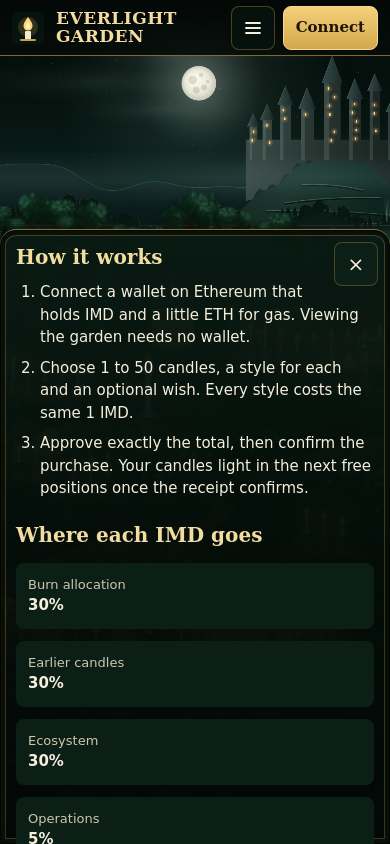 EVERLIGHT
GARDEN
Connect
How it works
1. Connect a wallet on Ethereum that
holds IMD and a little ETH for gas. Viewing
the garden needs no wallet.
2. Choose 1 to 50 candles, a style for each
and an optional wish. Every style costs the
same 1 IMD.
3. Approve exactly the total, then confirm the
purchase. Your candles light in the next free
positions once the receipt confirms.
Where each IMD goes
Burn allocation
30%
Earlier candles
30%
Ecosystem
30%
Operations
5%